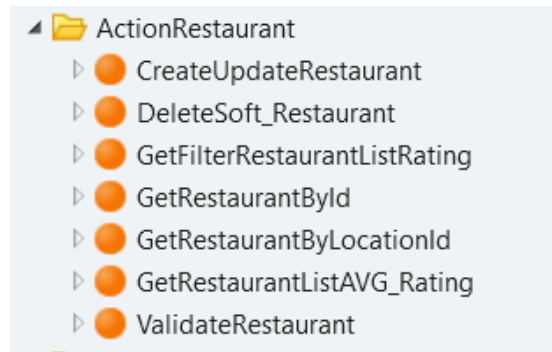 ActionRestaurant
CreateUpdateRestaurant
DeleteSoft_Restaurant
GetFilterRestaurantListRating
GetRestaurantById
GetRestaurantByLocationId
GetRestaurantListAVG_Rating
ValidateRestaurant